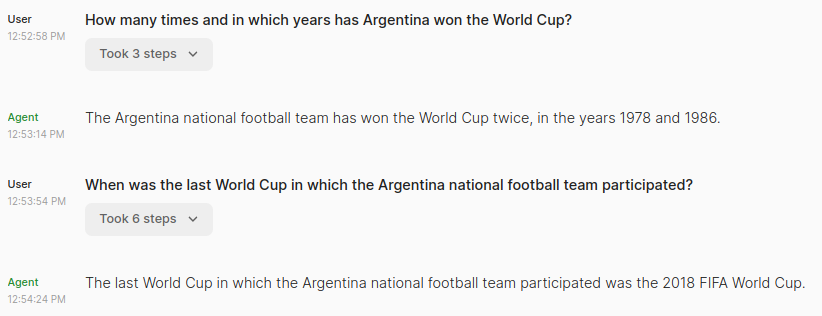 User How many times and in which years has Argentina won the World Cup?
12:52:58 PM
Took 3 steps
Agent The Argentina national football team has won the World Cup twice, in the years 1978 and 1986.
12:53:14 PM
User When was the last World Cup in which the Argentina national football team participated?
12:53:54 PM
Took 6 steps
Agent The last World Cup in which the Argentina national football team participated was the 2018 FIFA World Cup.
12:54:24 PM